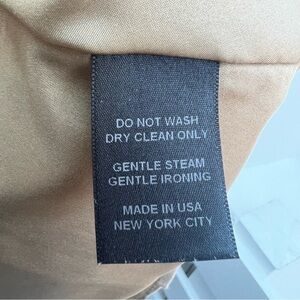 DO NOT WASH
DRY CLEAN ONLY
GENTLE STEAM
GENTLE IRONING
MADE IN USA
NEW YORK CITY